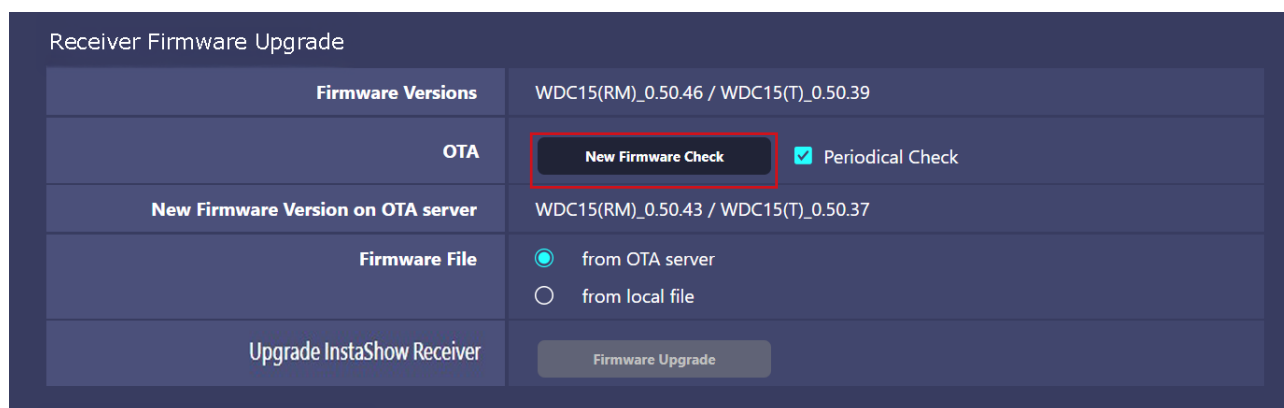 Receiver Firmware Upgrade
Firmware Versions WDC15(RM)_0.50.46 / WDC15(T)_0.50.39
OTA New Firmware Check Periodical Check
New Firmware Version on OTA server WDC15(RM)_0.50.43 / WDC15(T)_0.50.37
Firmware File from OTA server
from local file
Upgrade InstaShow Receiver Firmware Upgrade